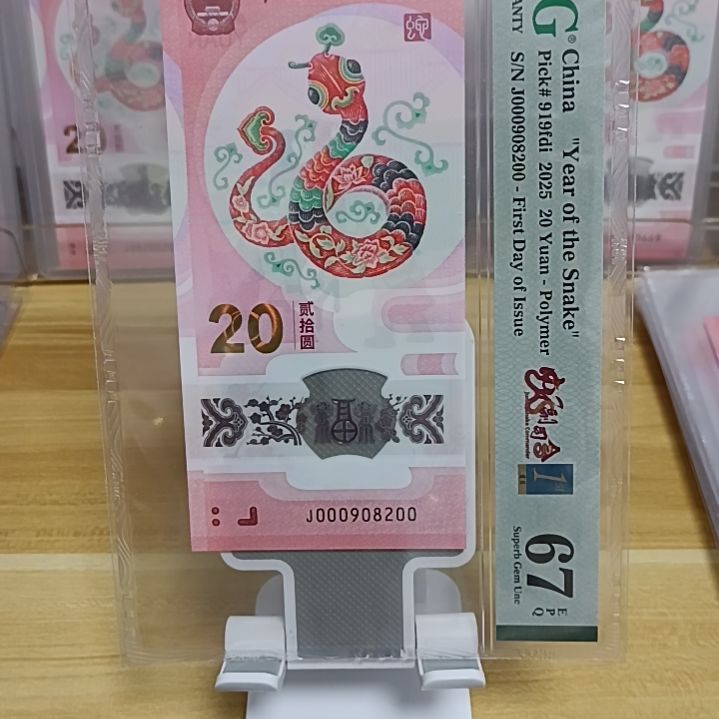 20
贰拾圆
J000908200
G®
China "Year of the Snake"
Pick# 919fdi 2025 20 Yuan - Polymer
S/N J000908200 - First Day of Issue
67 EPQ
Superb Gem Unc
20